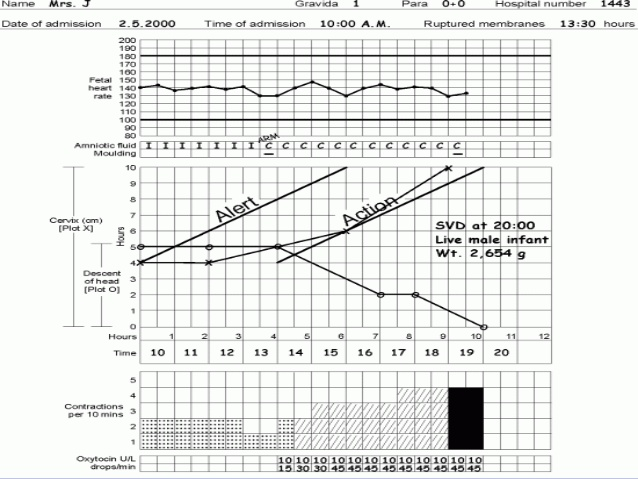 Name Mrs. J Gravida 1 Para 0+0 Hospital number 1443
Date of admission 2.5.2000 Time of admission 10:00 A.M. Ruptured membranes 13:30 hours
200
190
180
170
160
Fetal 150
heart 140
rate 130
120
110
100
90
80
ARM
Amniotic fluid I I I I I I I C C C C C C C C C C C C
Moulding
10
9
8
Alert
7
Action
Cervix (cm)
[Plot X]
Hours
6
SVD at 20:00
5
Live male infant
Wt. 2,654 g
4
Descent
of head
[Plot O]
3
2
1
0
Hours 1 2 3 4 5 6 7 8 9 10 11 12
Time 10 11 12 13 14 15 16 17 18 19 20
5
4
Contractions
per 10 mins
3
2
1
Oxytocin U/L 10 10 10 10 10 10 10 10 10 10 10 10
drops/min 15 30 30 45 45 45 45 45 45 45 45 45